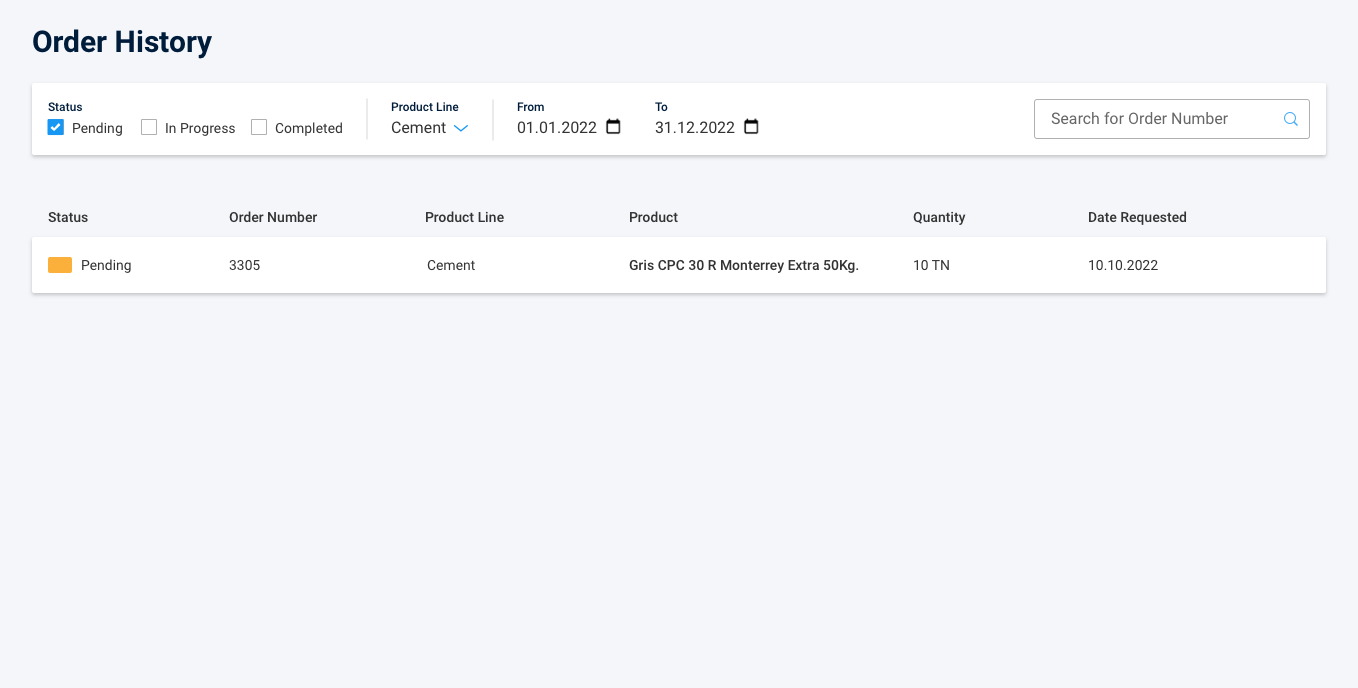 Order History
Status
Pending In Progress Completed
Product Line
Cement
From
01.01.2022
To
31.12.2022
Search for Order Number
Status Order Number Product Line Product Quantity Date Requested
Pending 3305 Cement Gris CPC 30 R Monterrey Extra 50Kg. 10 TN 10.10.2022